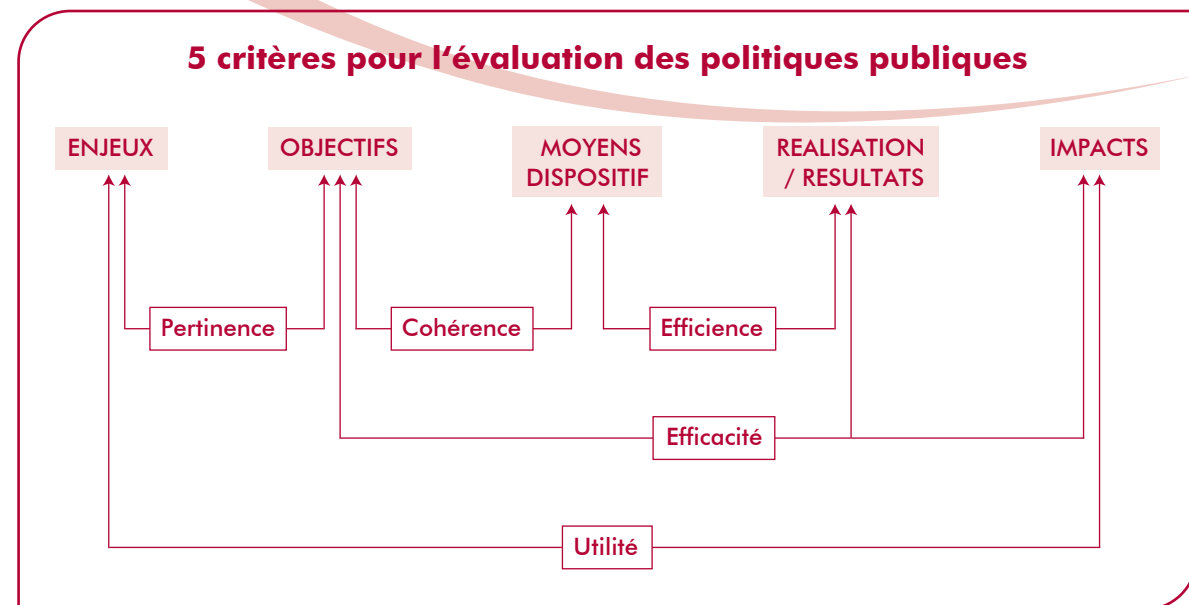 5 critères pour l‘évaluation des politiques publiques
ENJEUX
OBJECTIFS
MOYENS
DISPOSITIF
REALISATION
/ RESULTATS
IMPACTS
Pertinence
Cohérence
Efficience
Efficacité
Utilité